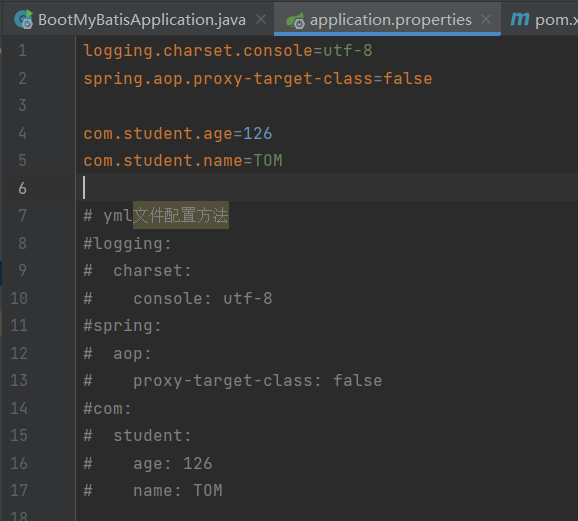 BootMyBatisApplication.java × application.properties × m pom.x
1 logging.charset.console=utf-8
2 spring.aop.proxy-target-class=false
3
4 com.student.age=126
5 com.student.name=TOM
6
7 # yml文件配置方法
8 #logging:
9 #  charset:
10 #    console: utf-8
11 #spring:
12 #  aop:
13 #    proxy-target-class: false
14 #com:
15 #  student:
16 #    age: 126
17 #    name: TOM
18